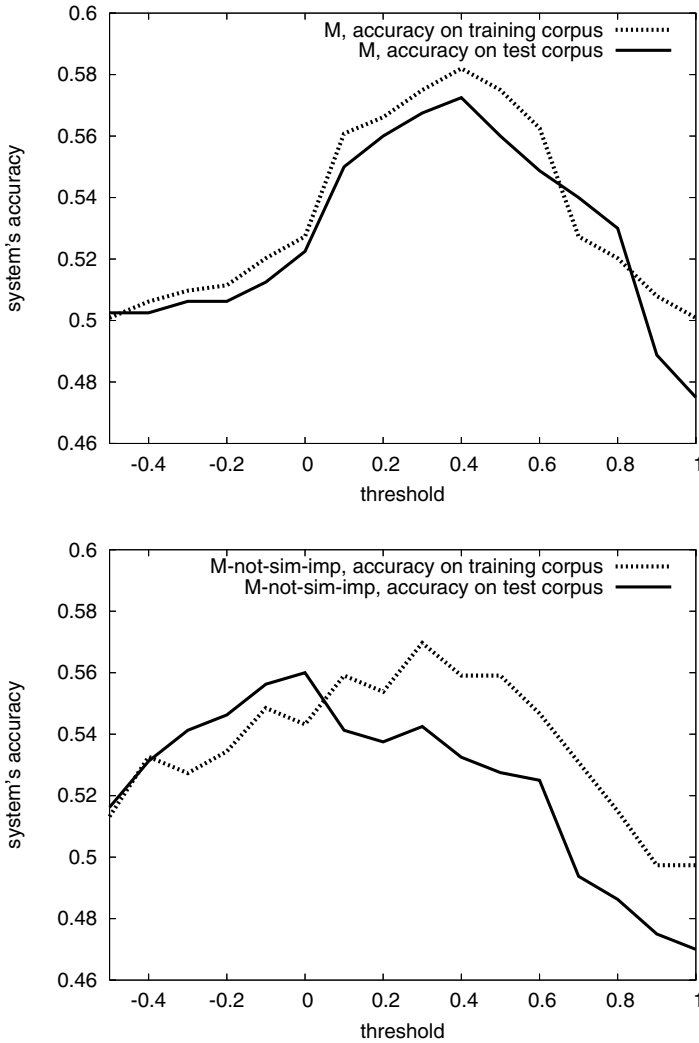 0.6
M, accuracy on training corpus
M, accuracy on test corpus
0.58
0.56
0.54
0.52
0.5
0.48
0.46
system's accuracy
-0.4 -0.2 0 0.2 0.4 0.6 0.8 1
threshold
0.6
M-not-sim-imp, accuracy on training corpus
M-not-sim-imp, accuracy on test corpus
0.58
0.56
0.54
0.52
0.5
0.48
0.46
system's accuracy
-0.4 -0.2 0 0.2 0.4 0.6 0.8 1
threshold